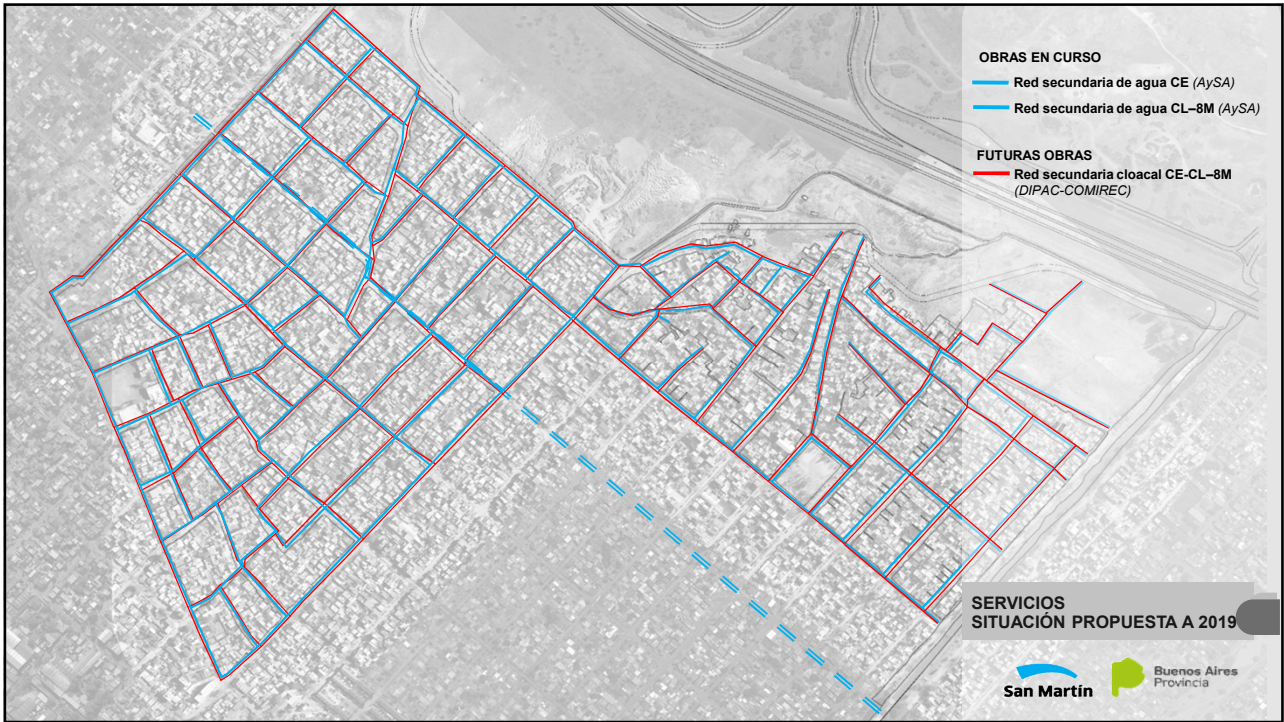 OBRAS EN CURSO
Red secundaria de agua CE (AySA)
Red secundaria de agua CL–8M (AySA)
FUTURAS OBRAS
Red secundaria cloacal CE-CL–8M
(DIPAC-COMIREC)
SERVICIOS
SITUACIÓN PROPUESTA A 2019
San Martín
Buenos Aires
Provincia